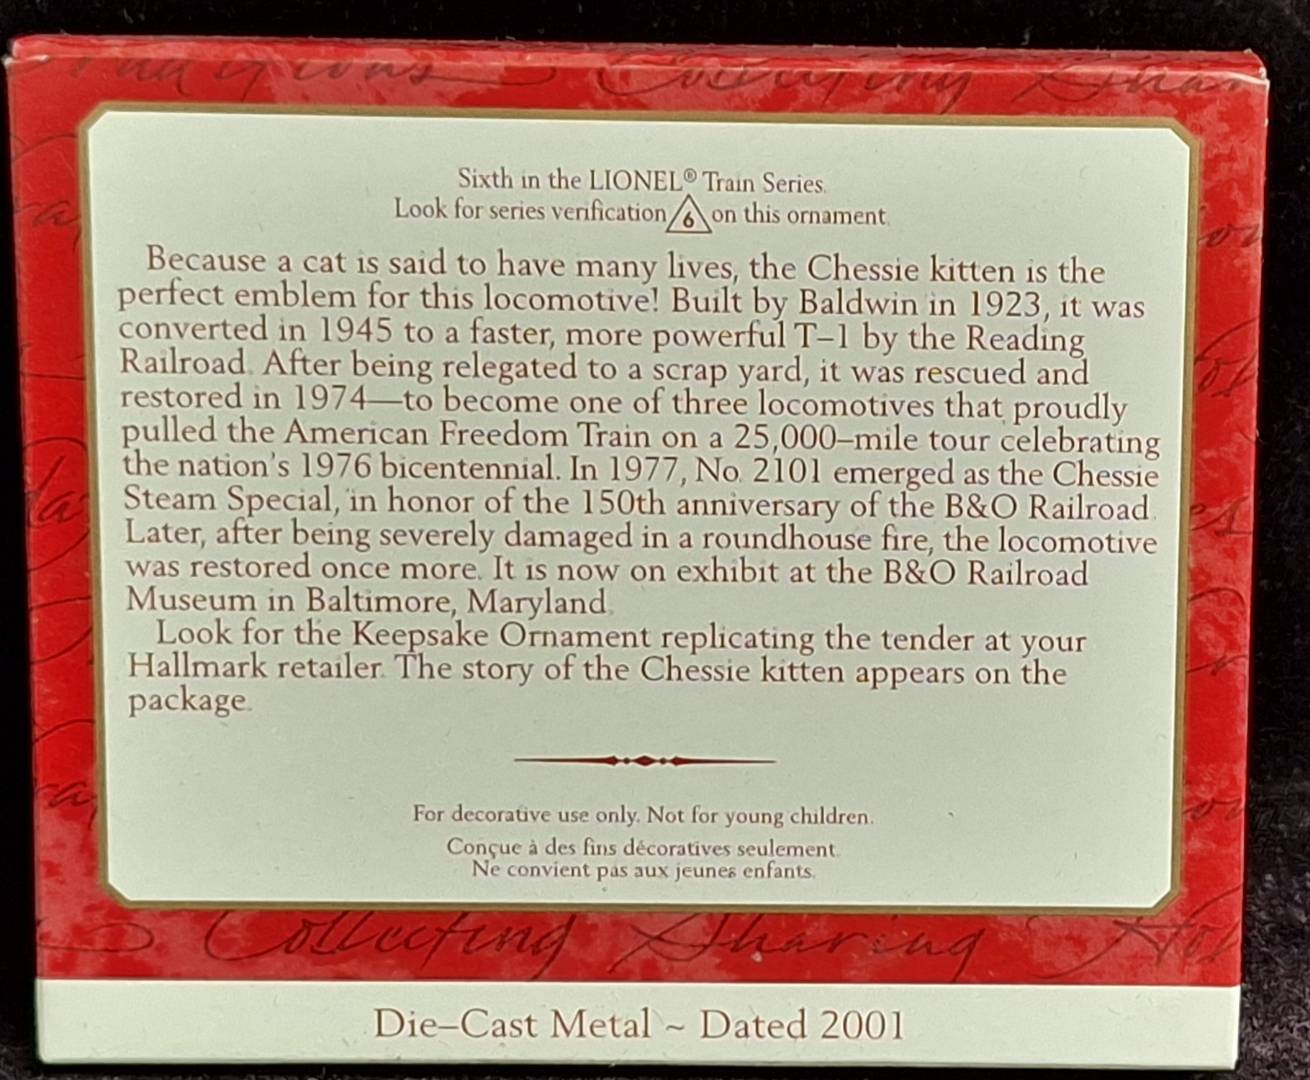 Collecting Sharin
Sixth in the LIONEL® Train Series.
Look for series verification 6 on this ornament.
Because a cat is said to have many lives, the Chessie kitten is the
perfect emblem for this locomotive! Built by Baldwin in 1923, it was
converted in 1945 to a faster, more powerful T–1 by the Reading
Railroad. After being relegated to a scrap yard, it was rescued and
restored in 1974—to become one of three locomotives that proudly
pulled the American Freedom Train on a 25,000–mile tour celebrating
the nation's 1976 bicentennial. In 1977, No. 2101 emerged as the Chessie
Steam Special, in honor of the 150th anniversary of the B&O Railroad.
Later, after being severely damaged in a roundhouse fire, the locomotive
was restored once more. It is now on exhibit at the B&O Railroad
Museum in Baltimore, Maryland.
Look for the Keepsake Ornament replicating the tender at your
Hallmark retailer. The story of the Chessie kitten appears on the
package.
For decorative use only. Not for young children.
Conçue à des fins décoratives seulement.
Ne convient pas aux jeunes enfants.
Collecting Sharing
Die–Cast Metal ~ Dated 2001